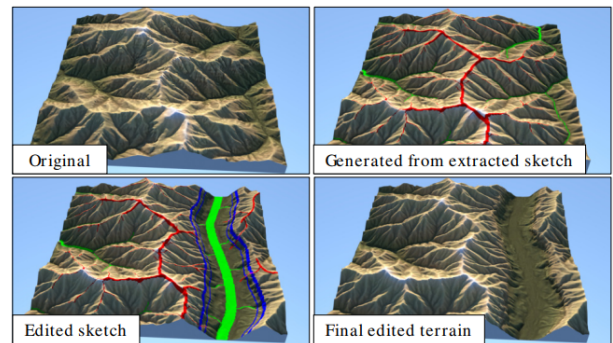 Original
Generated from extracted sketch
Edited sketch
Final edited terrain